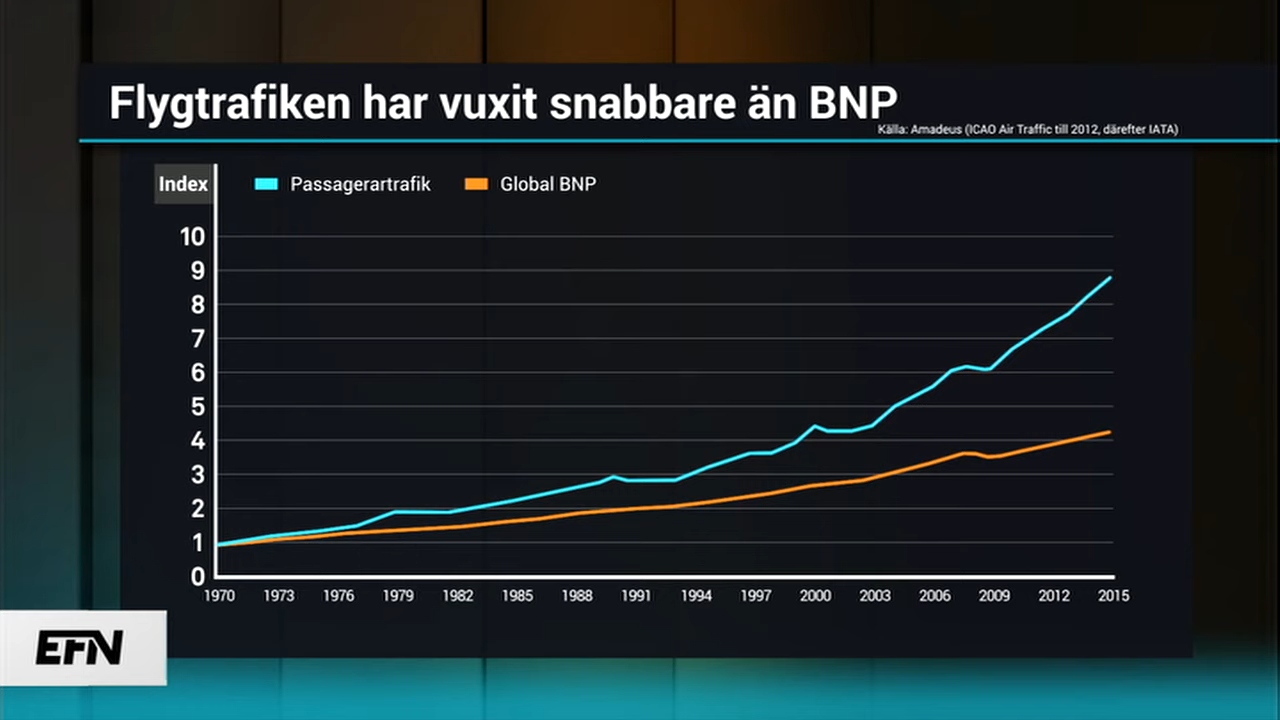 Flygtrafiken har vuxit snabbare än BNP
Källa: Amadeus (ICAO Air Traffic till 2012, därefter IATA)
Index
Passagerartrafik
Global BNP
10
9
8
7
6
5
4
3
2
1
0
1970 1973 1976 1979 1982 1985 1988 1991 1994 1997 2000 2003 2006 2009 2012 2015
EFN